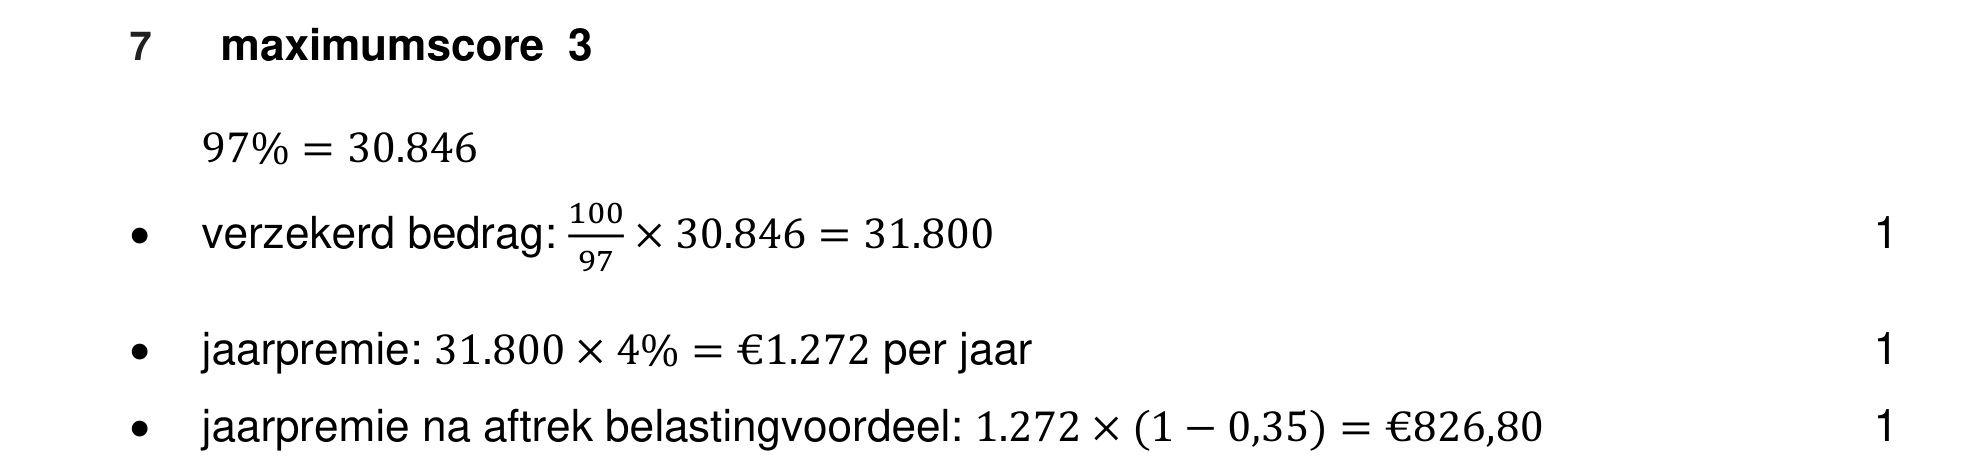 7 maximumscore 3
97% = 30.846
• verzekerd bedrag: 100/97 × 30.846 = 31.800 1
• jaarpremie: 31.800 × 4% = €1.272 per jaar 1
• jaarpremie na aftrek belastingvoordeel: 1.272 × (1 − 0,35) = €826,80 1